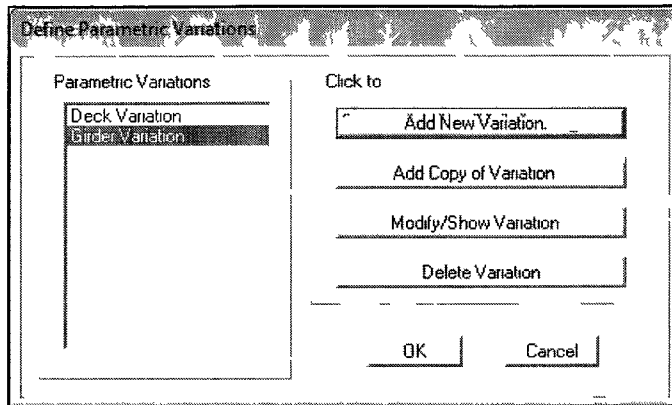 Define Parametric Variations
Parametric Variations
Deck Variation
Girder Variation
Click to
Add New Variation.
Add Copy of Variation
Modify/Show Variation
Delete Variation
OK
Cancel